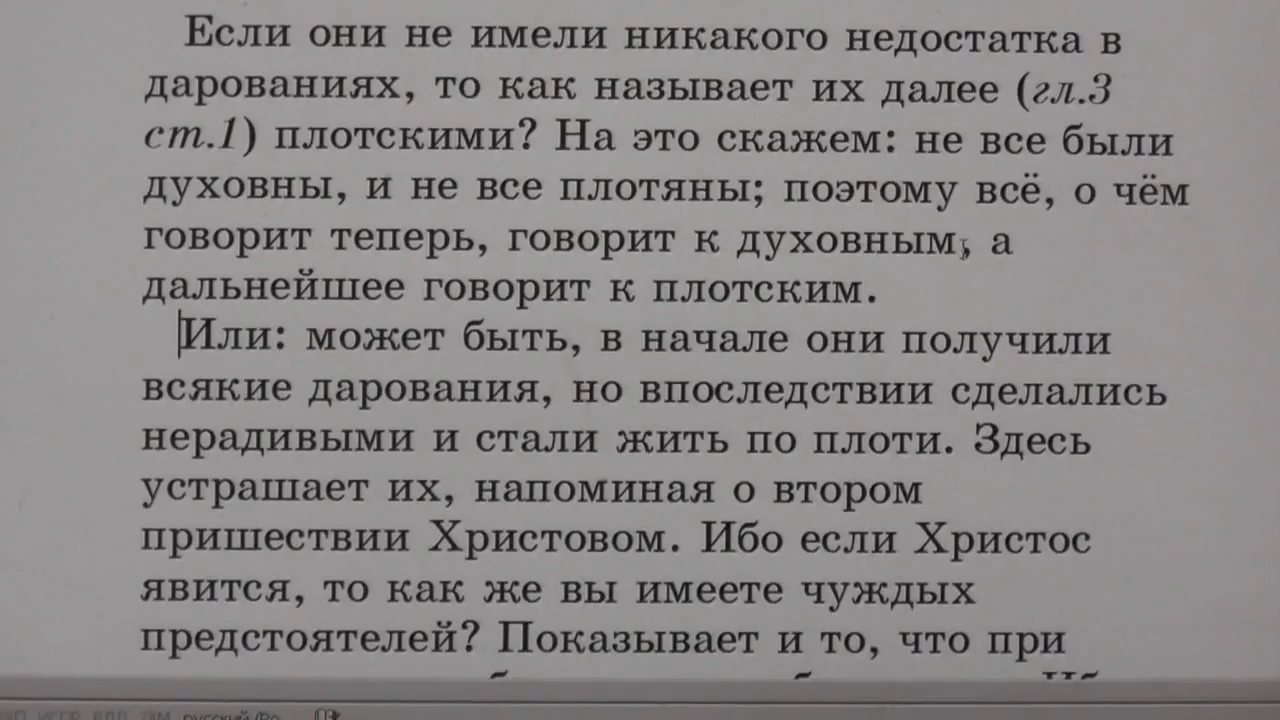 Если они не имели никакого недостатка в
дарованиях, то как называет их далее (гл.3
ст.1) плотскими? На это скажем: не все были
духовны, и не все плотяны; поэтому всё, о чём
говорит теперь, говорит к духовным, а
дальнейшее говорит к плотским.
Или: может быть, в начале они получили
всякие дарования, но впоследствии сделались
нерадивыми и стали жить по плоти. Здесь
устрашает их, напоминая о втором
пришествии Христовом. Ибо если Христос
явится, то как же вы имеете чуждых
предстоятелей? Показывает и то, что при
русский